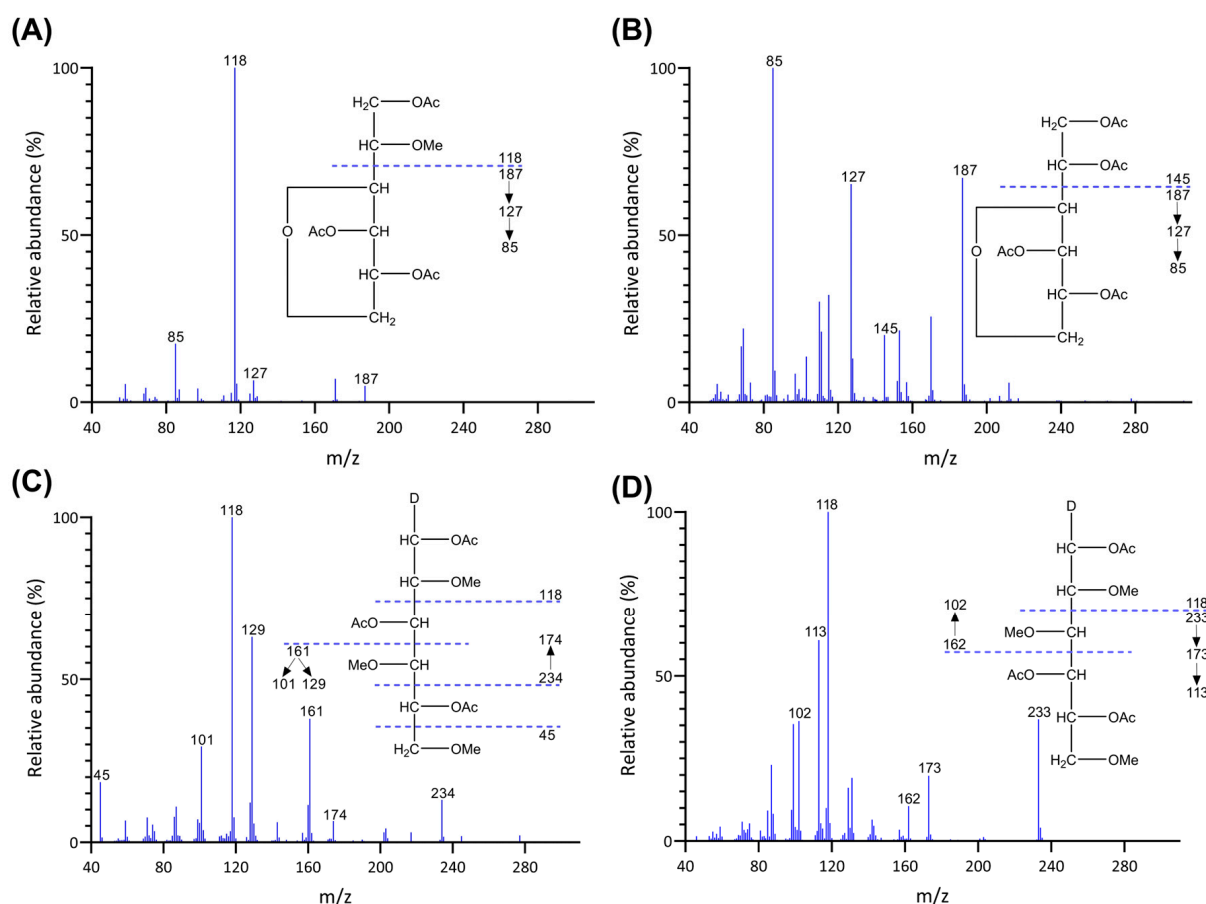 (A)
Relative abundance (%)
100
50
0
40
80
120
160
200
240
280
m/z
118
85
127
187
H₂C OAc
HC OMe
118
187
CH
127
O
AcO CH
85
HC OAc
CH₂
(B)
Relative abundance (%)
100
50
0
40
80
120
160
200
240
280
m/z
85
127
187
145
H₂C OAc
HC OAc
145
187
CH
127
O
AcO CH
85
HC OAc
CH₂
(C)
Relative abundance (%)
100
50
0
40
80
120
160
200
240
280
m/z
45
101
118
129
161
174
234
D
HC OAc
HC OMe
118
AcO CH
161
174
MeO CH
101 129
234
HC OAc
45
H₂C OMe
(D)
Relative abundance (%)
100
50
0
40
80
120
160
200
240
280
m/z
118
113
102
162
173
233
D
HC OAc
HC OMe
102
118
233
MeO CH
162
173
AcO CH
113
HC OAc
H₂C OMe